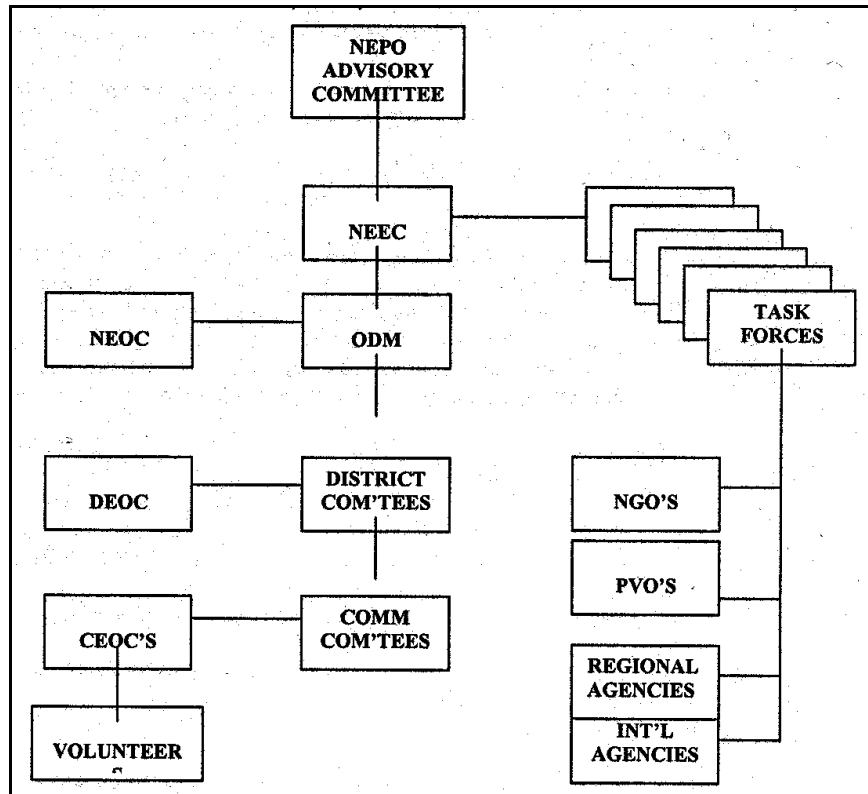 NEPO
ADVISORY
COMMITTEE
NEEC
NEOC
ODM
TASK
FORCES
DEOC
DISTRICT
COM'TEES
NGO'S
PVO'S
CEOC'S
COMM
COM'TEES
REGIONAL
AGENCIES
VOLUNTEER
INT'L
AGENCIES